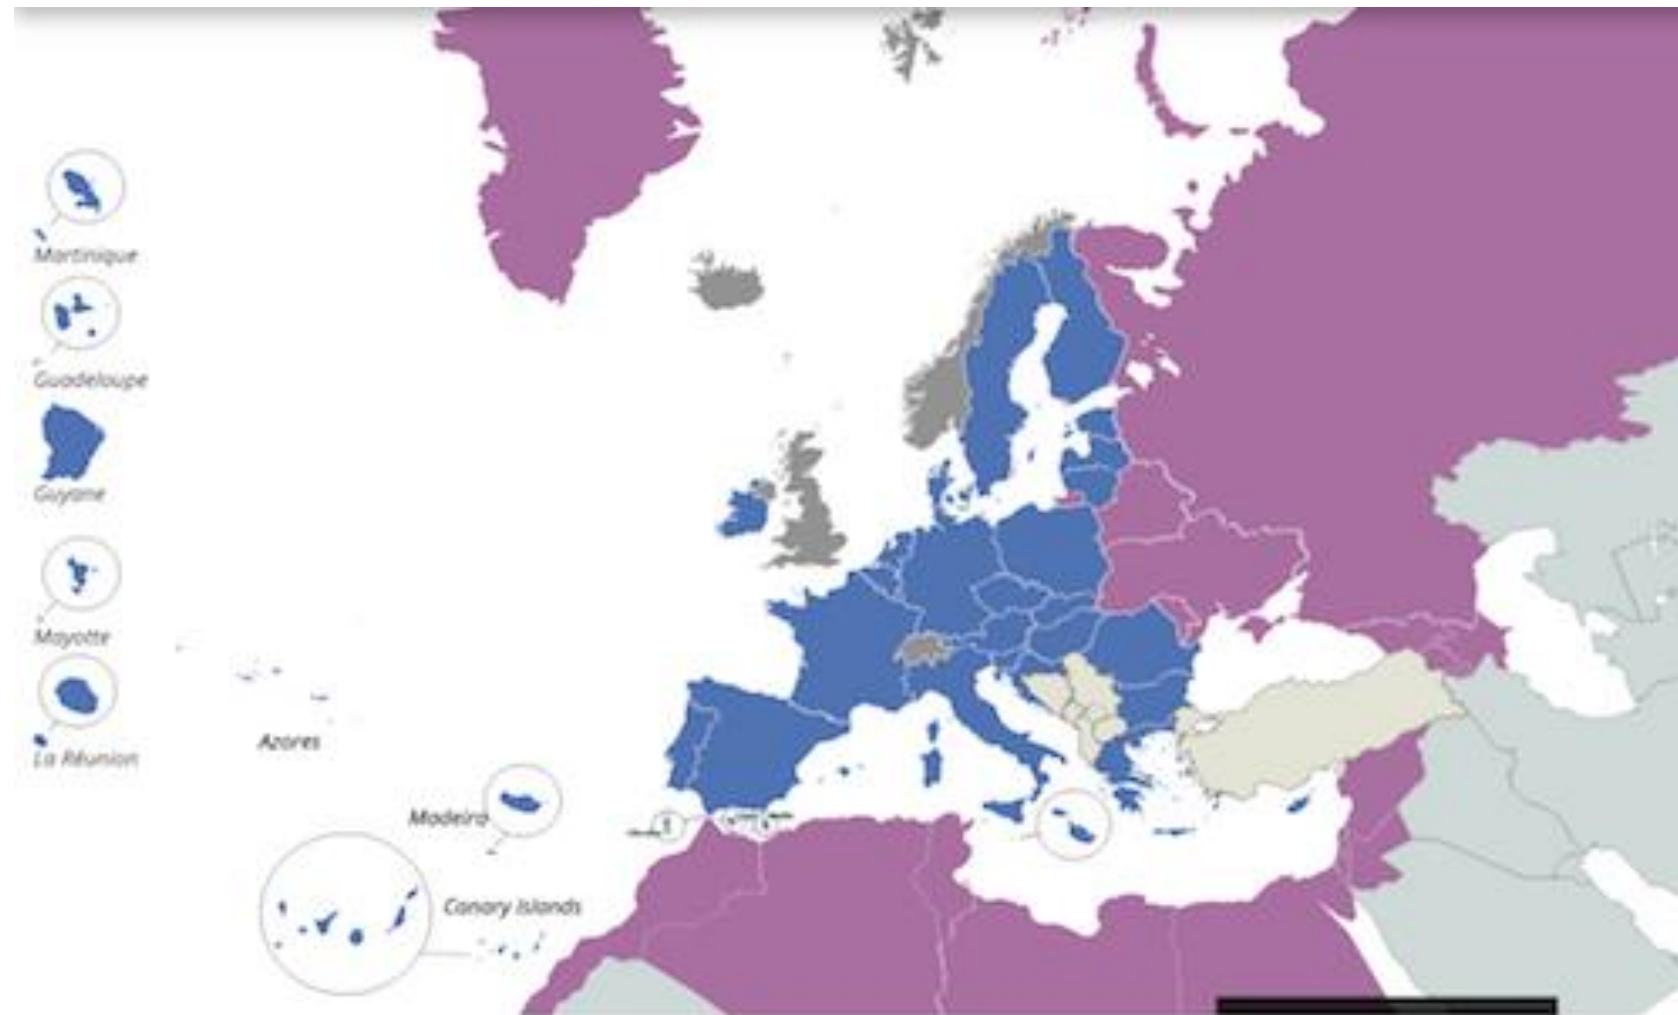 Martinique
Guadeloupe
Guyane
Mayotte
La Réunion
Azores
Madeira
Canary Islands